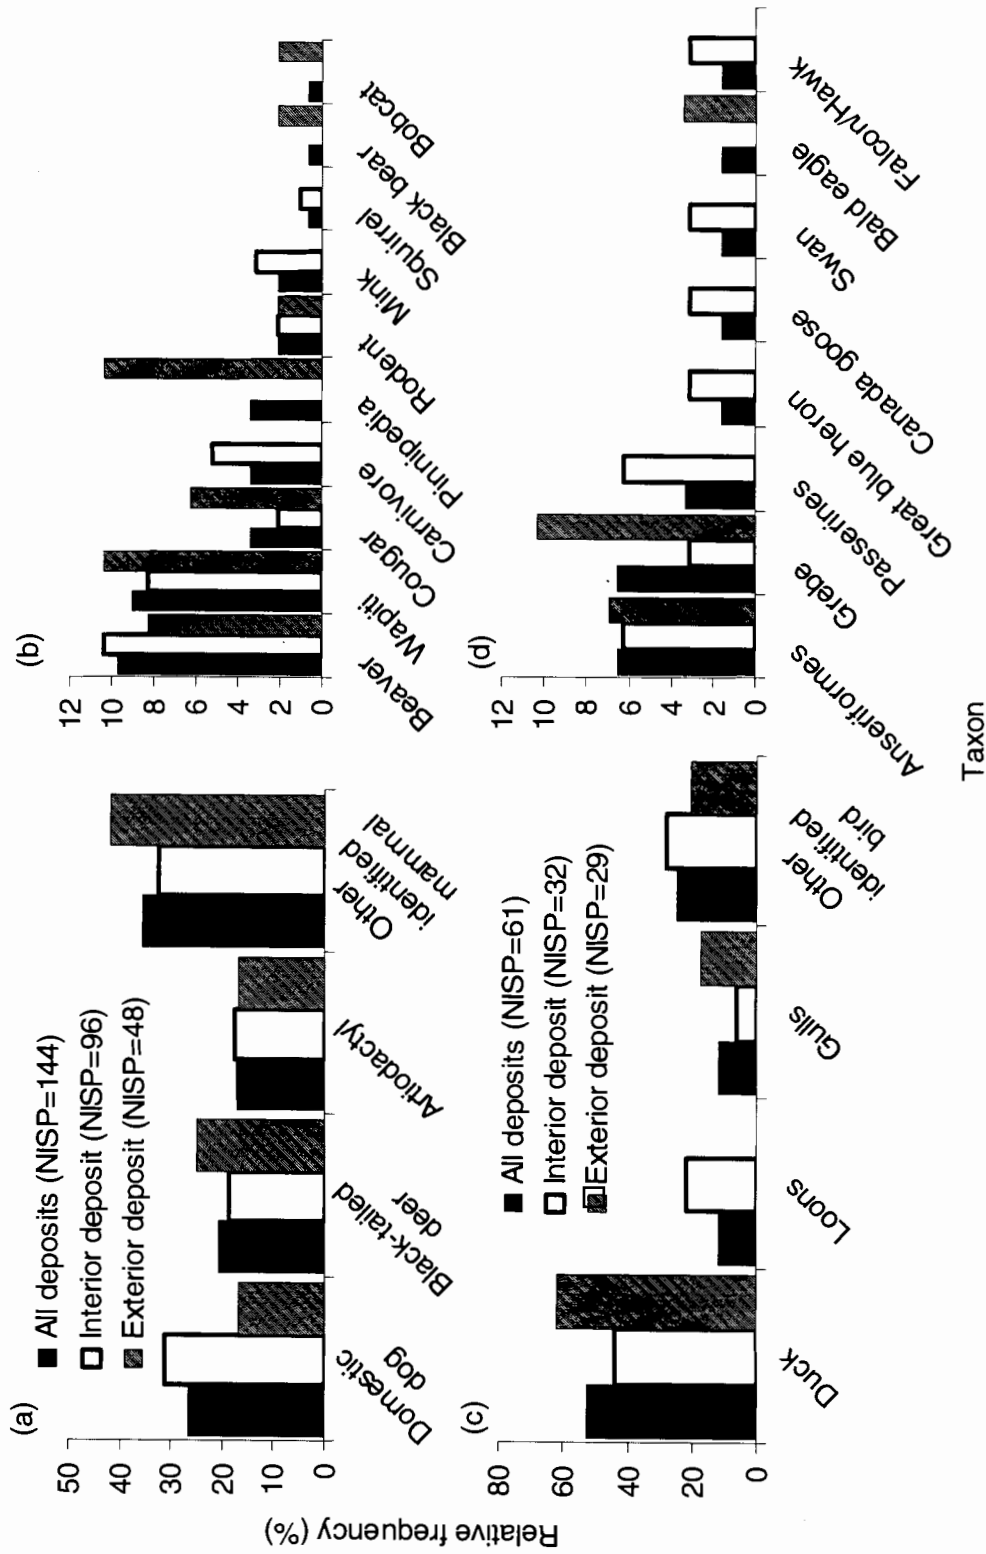 (a)
All deposits (NISP=144)
Interior deposit (NISP=96)
Exterior deposit (NISP=48)
50
40
30
20
10
0
Domestic
dog
Black-tailed
deer
Artiodactyl
Other
identified
mammal
(b)
12
10
8
6
4
2
0
Beaver
Wapiti
Cougar
Carnivore
Pinnipedia
Rodent
Mink
Squirrel
Black bear
Bobcat
Relative frequency (%)
(c)
All deposits (NISP=61)
Interior deposit (NISP=32)
Exterior deposit (NISP=29)
80
60
40
20
0
Duck
Loons
Gulls
Other
identified
bird
(d)
12
10
8
6
4
2
0
Anseriformes
Grebe
Passerines
Great blue heron
Canada goose
Swan
Bald eagle
Falcon/Hawk
Taxon